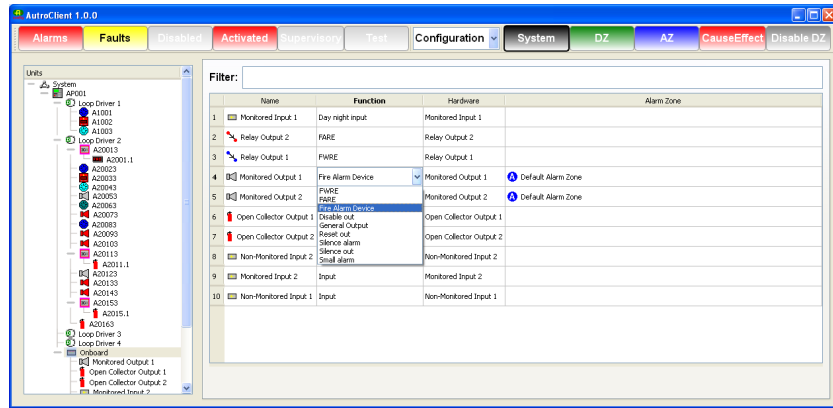 AutroClient 1.0.0
Alarms Faults Disabled Activated Supervisory Test Configuration System DZ AZ CauseEffect Disable DZ
Units
System
AP001
Loop Driver 1
A1001
A1002
A1003
Loop Driver 2
A20013
A2001.1
A20023
A20033
A20043
A20053
A20063
A20073
A20083
A20093
A20103
A20113
A2011.1
A20123
A20133
A20143
A20153
A2015.1
A20163
Loop Driver 3
Loop Driver 4
Onboard
Monitored Output 1
Open Collector Output 1
Open Collector Output 2
Monitored Input 2
Filter:
Name Function Hardware Alarm Zone
1 Monitored Input 1 Day night input Monitored Input 1
2 Relay Output 2 FARE Relay Output 2
3 Relay Output 1 FWRE Relay Output 1
4 Monitored Output 1 Fire Alarm Device Monitored Output 1 A Default Alarm Zone
5 Monitored Output 2 Monitored Output 2 A Default Alarm Zone
6 Open Collector Output 1 Open Collector Output 1
7 Open Collector Output 2 Open Collector Output 2
8 Non-Monitored Input 2 Non-Monitored Input 2
9 Monitored Input 2 Input Monitored Input 2
10 Non-Monitored Input 1 Input Non-Monitored Input 1
FWRE
FARE
Fire Alarm Device
Disable out
General Output
Reset out
Silence alarm
Silence out
Small alarm